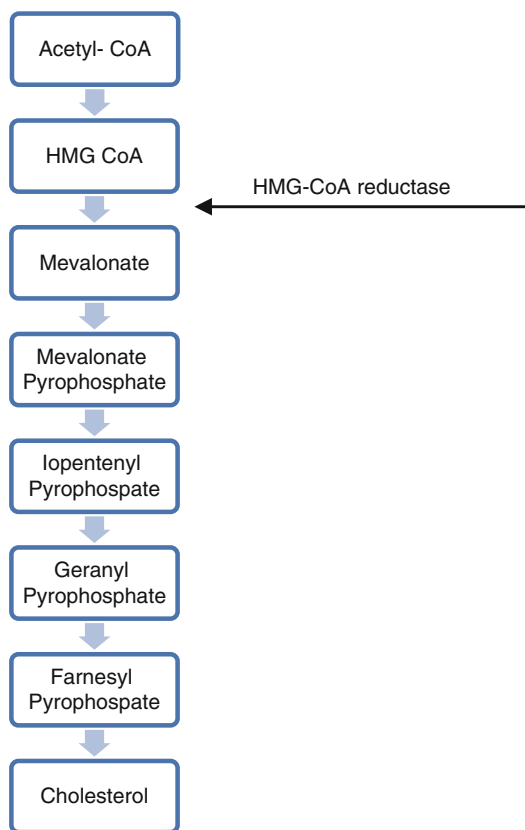 Acetyl- CoA
HMG CoA
HMG-CoA reductase
Mevalonate
Mevalonate
Pyrophosphate
Iopentenyl
Pyrophospate
Geranyl
Pyrophosphate
Farnesyl
Pyrophospate
Cholesterol